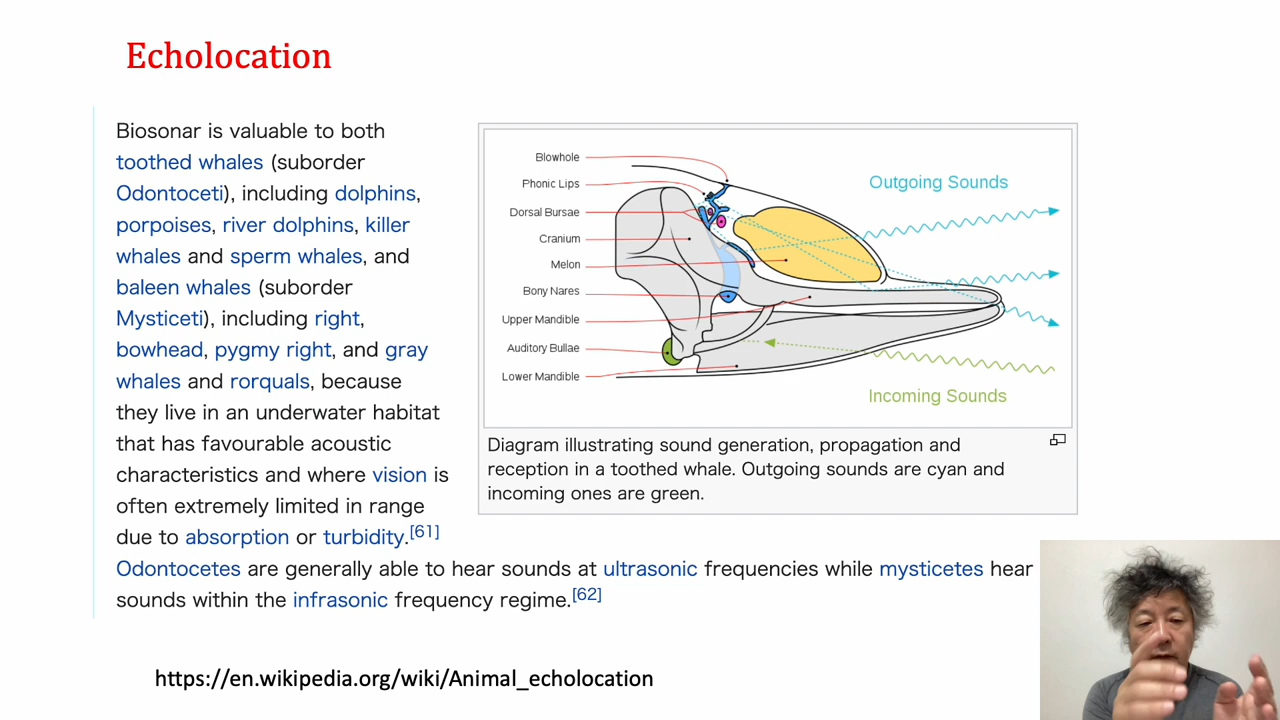 Echolocation
Biosonar is valuable to both
toothed whales (suborder
Odontoceti), including dolphins,
porpoises, river dolphins, killer
whales and sperm whales, and
baleen whales (suborder
Mysticeti), including right,
bowhead, pygmy right, and gray
whales and rorquals, because
they live in an underwater habitat
that has favourable acoustic
characteristics and where vision is
often extremely limited in range
due to absorption or turbidity.[61]
Odontocetes are generally able to hear sounds at ultrasonic frequencies while mysticetes hear
sounds within the infrasonic frequency regime.[62]
Blowhole
Phonic Lips
Dorsal Bursae
Cranium
Melon
Bony Nares
Upper Mandible
Auditory Bullae
Lower Mandible
Outgoing Sounds
Incoming Sounds
Diagram illustrating sound generation, propagation and
reception in a toothed whale. Outgoing sounds are cyan and
incoming ones are green.
https://en.wikipedia.org/wiki/Animal_echolocation